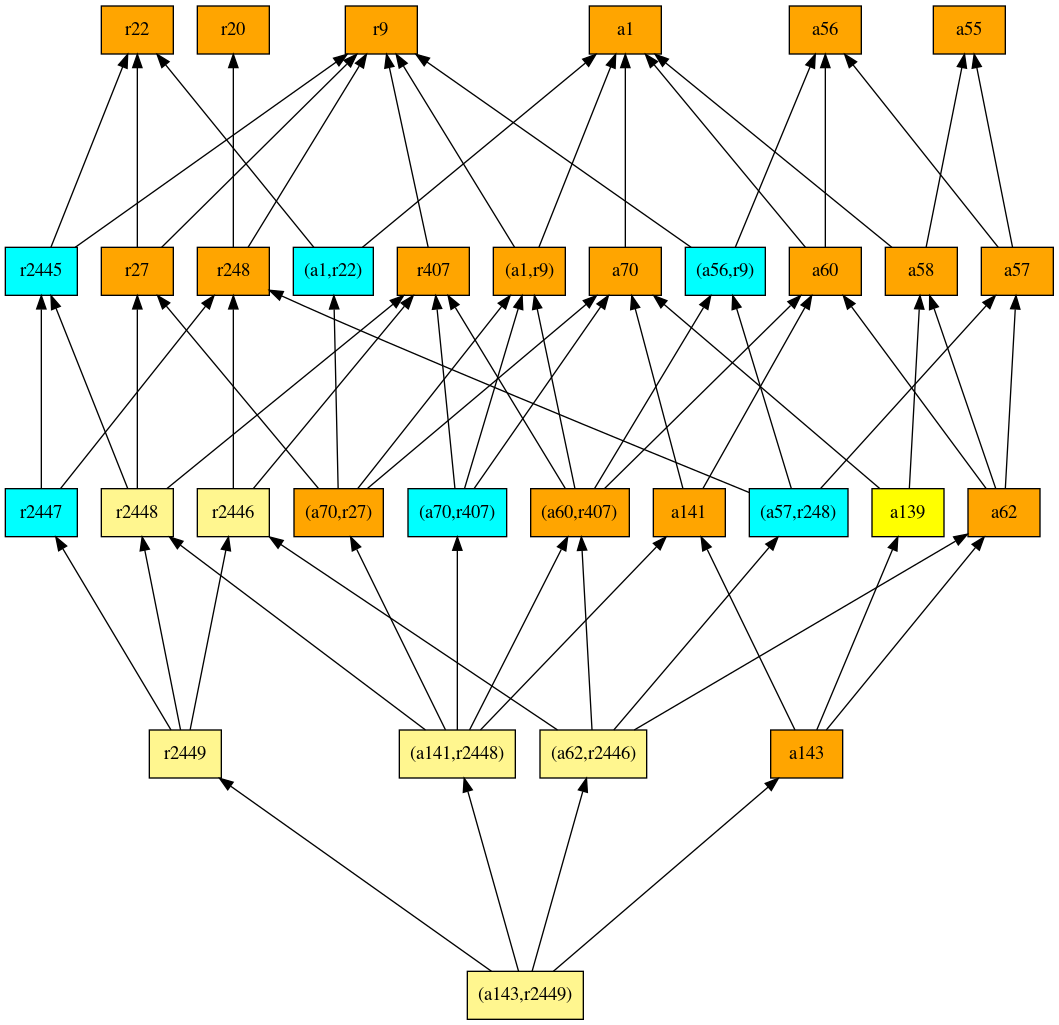 r22
r20
r9
a1
a56
a55
r2445
r27
r248
(a1,r22)
r407
(a1,r9)
a70
(a56,r9)
a60
a58
a57
r2447
r2448
r2446
(a70,r27)
(a70,r407)
(a60,r407)
a141
(a57,r248)
a139
a62
r2449
(a141,r2448)
(a62,r2446)
a143
(a143,r2449)